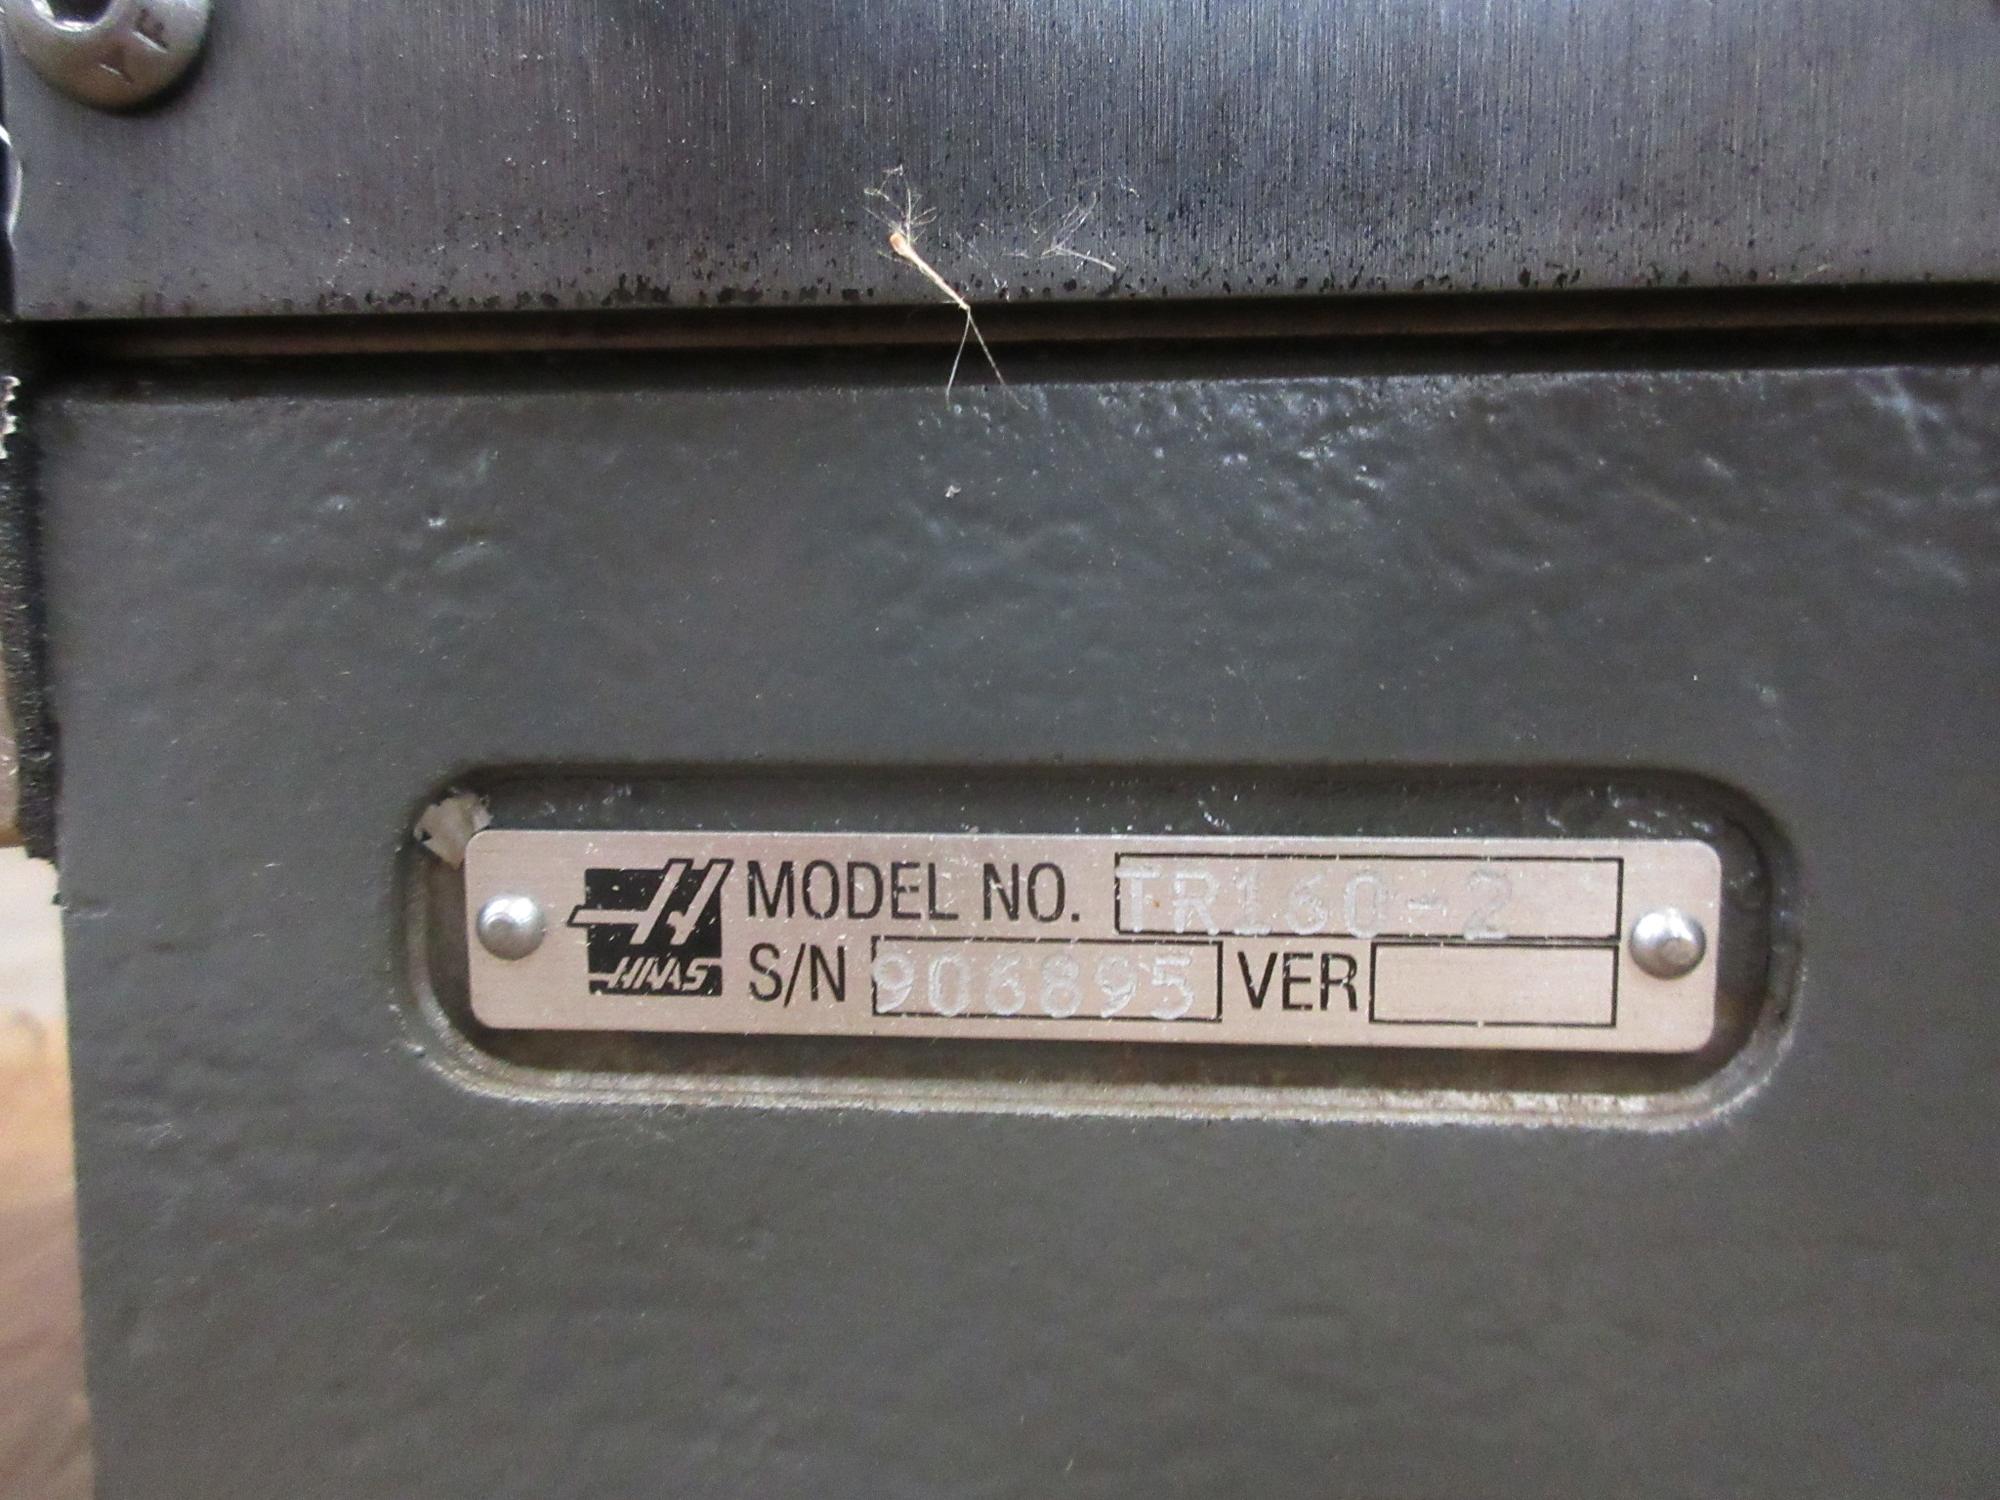 HAAS
MODEL NO. TR160-2
S/N 906895 VER